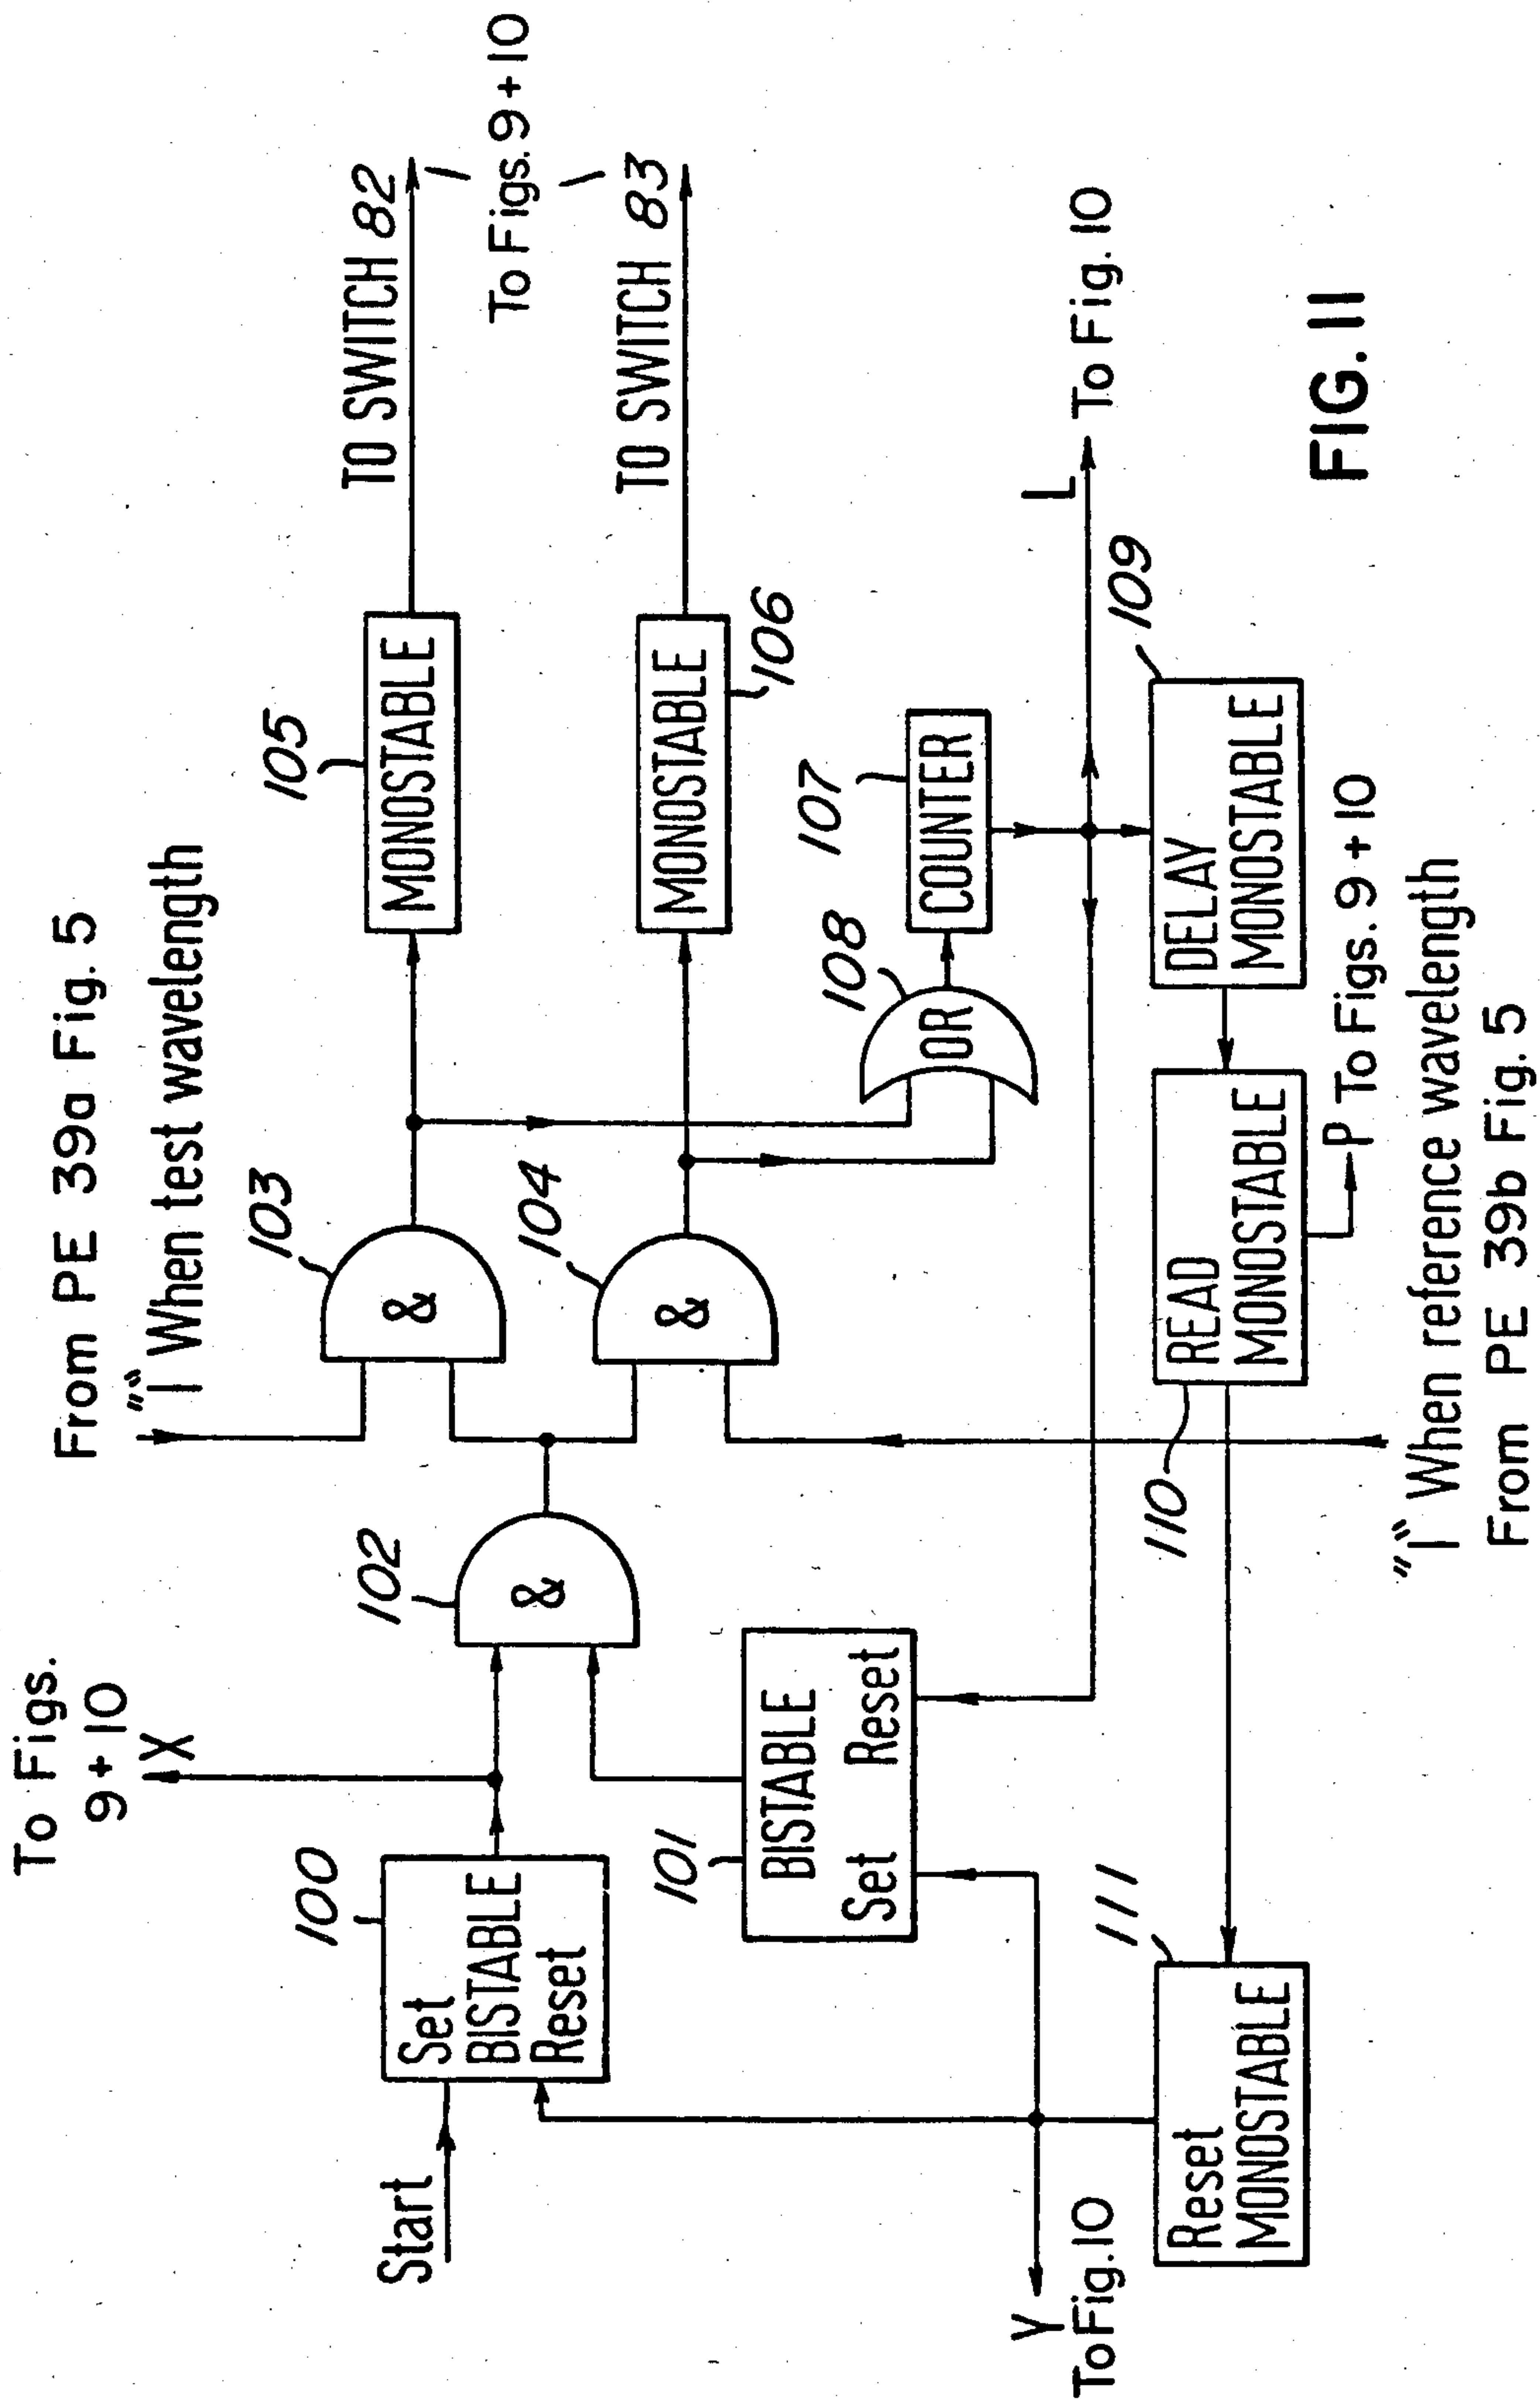 To Figs.
9 + 10
X
From PE 39a Fig. 5
"1" When test wavelength
Start
Set
BISTABLE
Reset
100
102
&
103
&
105
MONOSTABLE
TO SWITCH 82
To Figs. 9 + 10
104
&
MONOSTABLE
106
TO SWITCH 83
101
BISTABLE
Set Reset
108
OR
107
COUNTER
L To Fig. 10
Y
To Fig. 10
111
Reset
MONOSTABLE
110
READ
MONOSTABLE
P To Figs. 9 + 10
109
DELAY
MONOSTABLE
"1" When reference wavelength
From PE 39b Fig. 5
FIG. 11